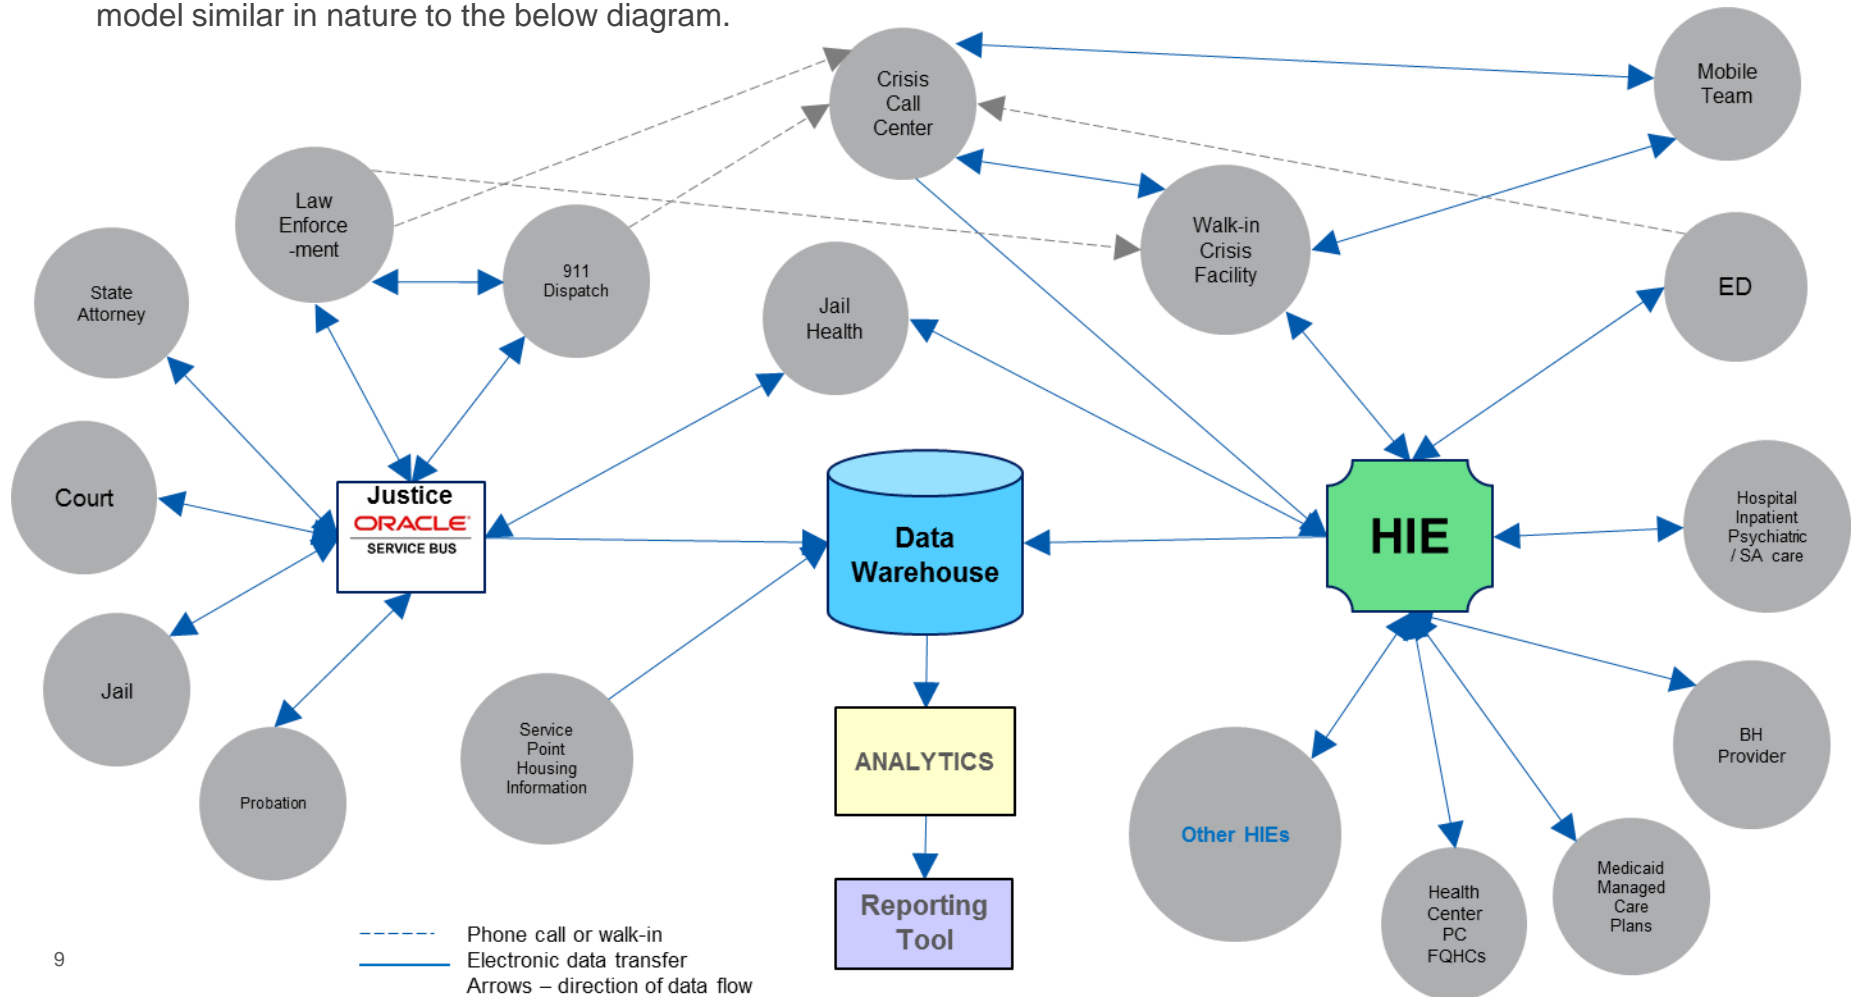 model similar in nature to the below diagram.
Crisis
Call
Center
Mobile
Team
Law
Enforce
-ment
911
Dispatch
State
Attorney
Walk-in
Crisis
Facility
ED
Jail
Health
Court
Justice
ORACLE
SERVICE BUS
Data
Warehouse
HIE
Hospital
Inpatient
Psychiatric
/ SA care
Jail
Probation
Service
Point
Housing
Information
ANALYTICS
BH
Provider
Other HIEs
Health
Center
PC
FQHCs
Medicaid
Managed
Care
Plans
Reporting
Tool
Phone call or walk-in
Electronic data transfer
Arrows – direction of data flow
9